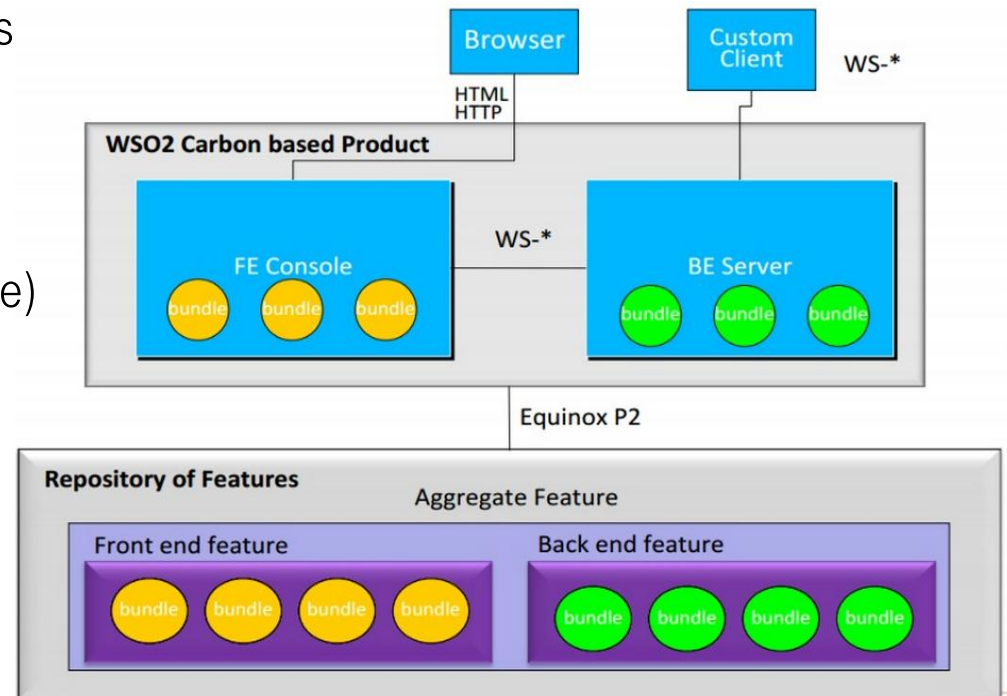 s
Browser
Custom
Client
WS-*
HTML
HTTP
WSO2 Carbon based Product
WS-*
FE Console
BE Server
bundle bundle bundle
bundle bundle bundle
e)
Equinox P2
Repository of Features
Aggregate Feature
Front end feature
Back end feature
bundle bundle bundle bundle
bundle bundle bundle bundle